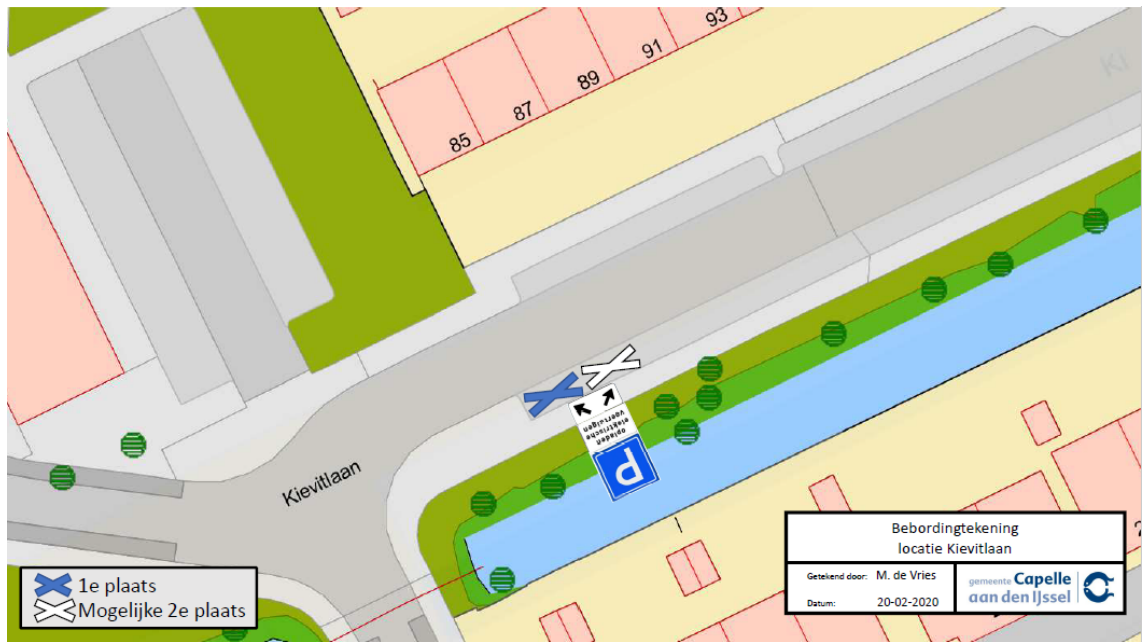 93
91
89
87
85
Kl
Kievitlaan
opladen
elektrische
voertuigen
P
1e plaats
Mogelijke 2e plaats
Bebordingtekening
locatie Kievitlaan
Getekend door: M. de Vries
Datum: 20-02-2020
gemeente Capelle
aan den IJssel